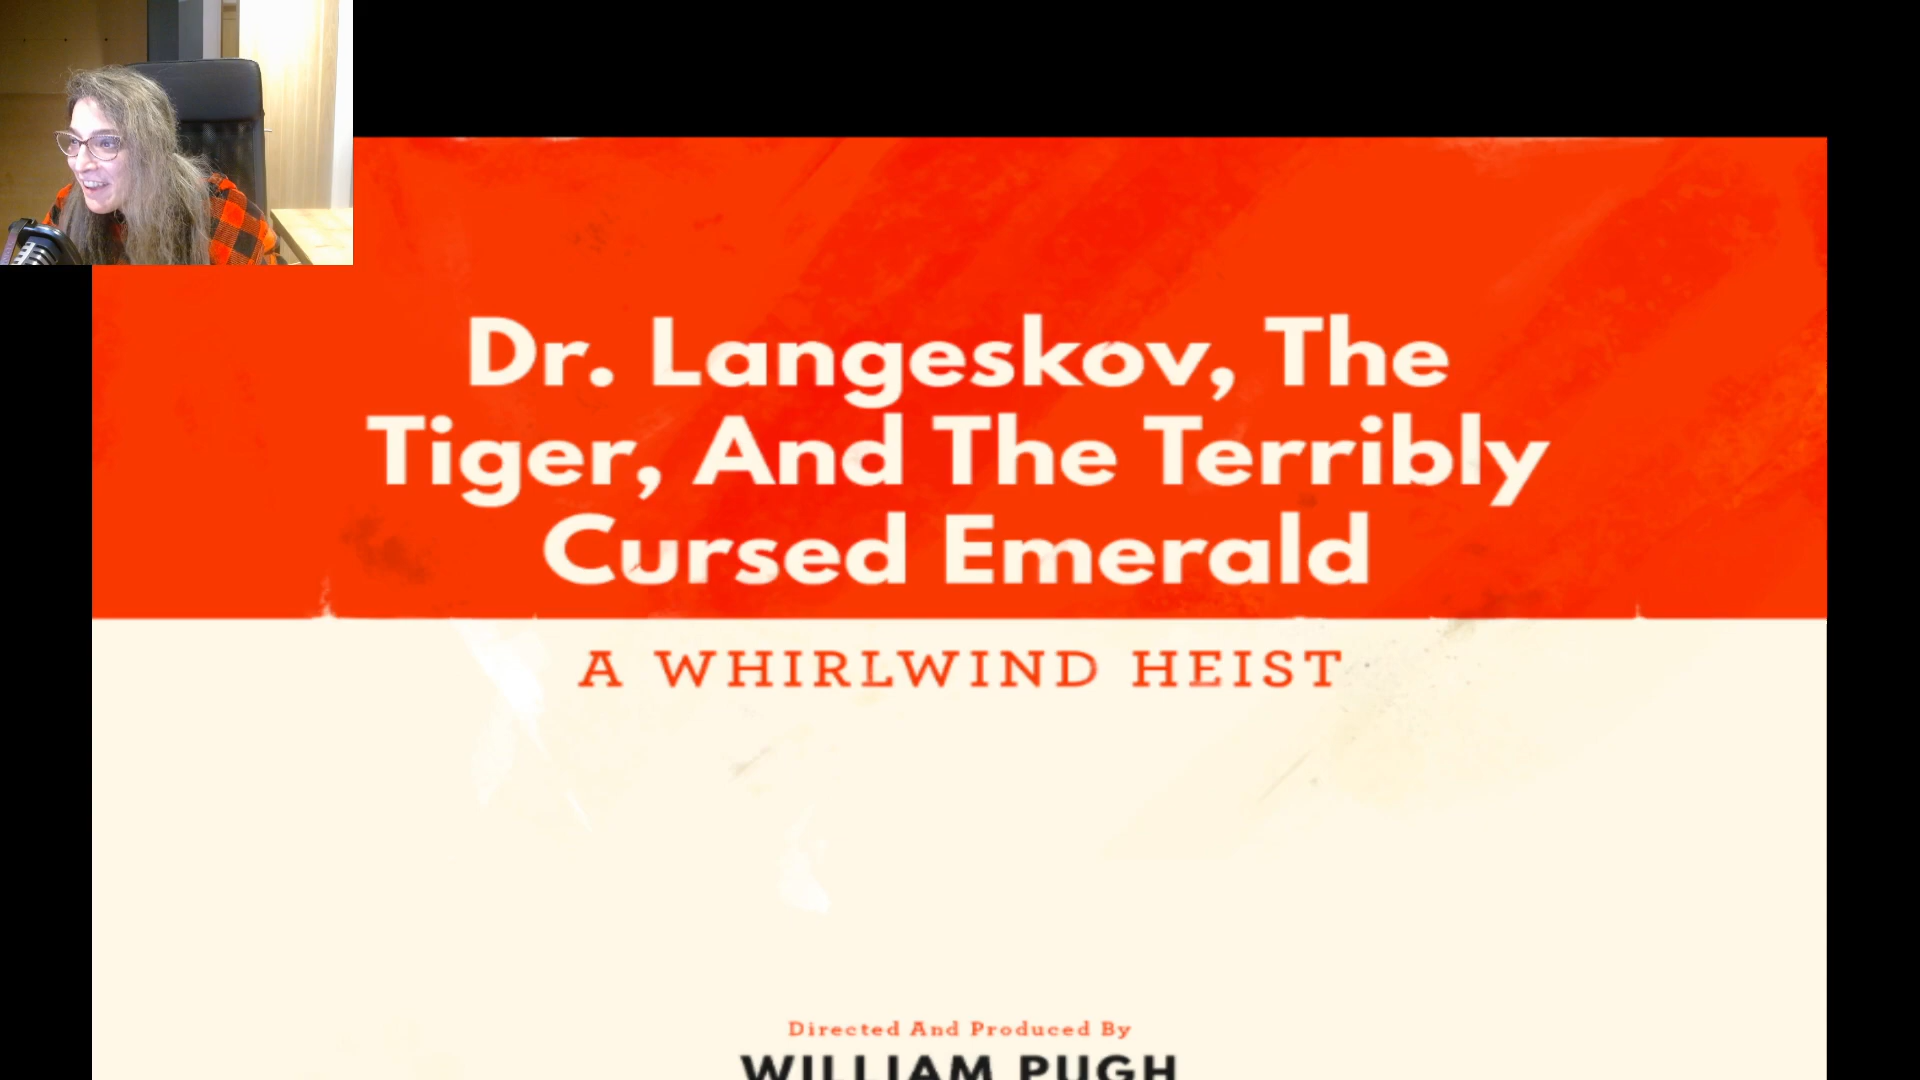 Dr. Langeskov, The
Tiger, And The Terribly
Cursed Emerald
A WHIRLWIND HEIST
Directed And Produced By
WILLIAM PUGH